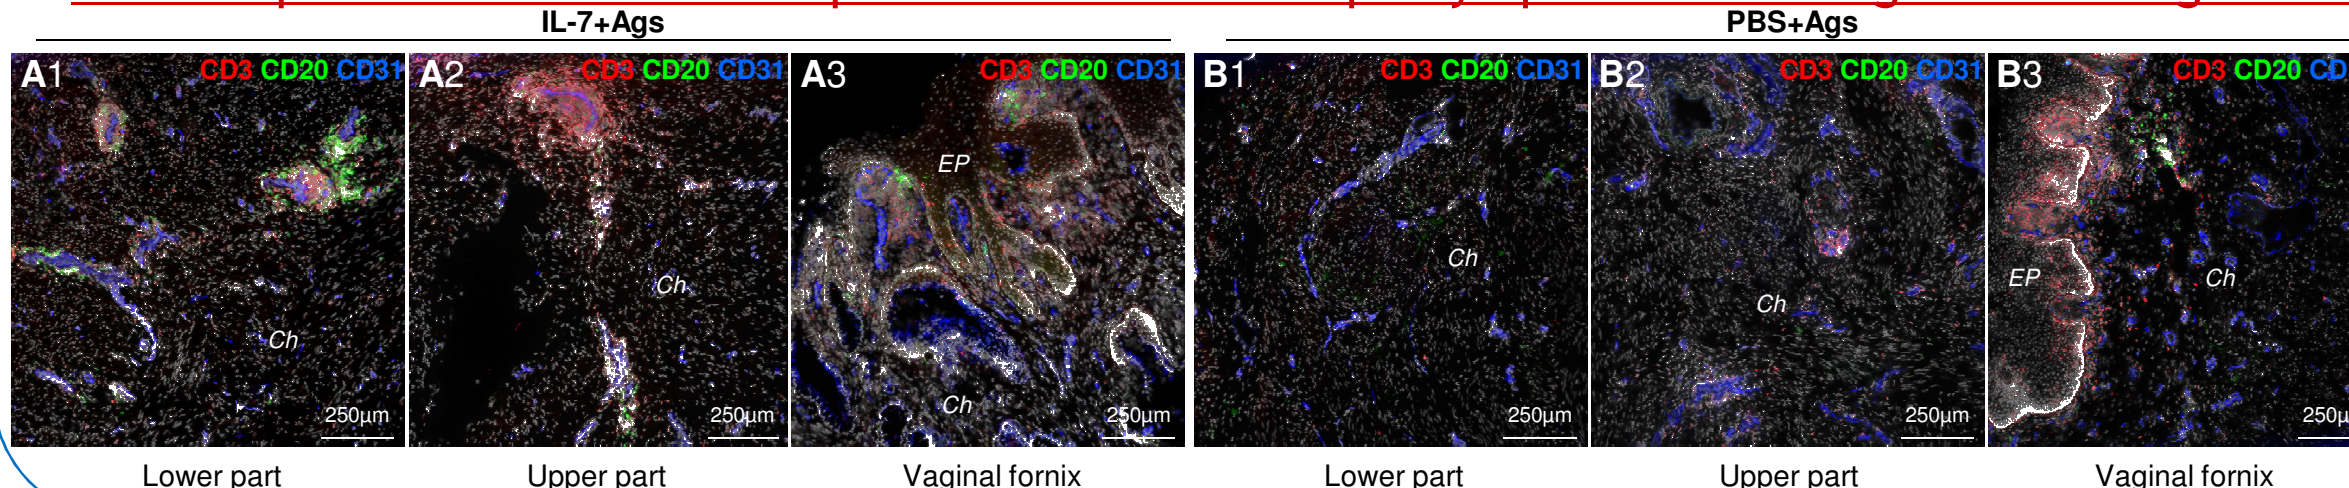 IL-7+Ags
PBS+Ags
A1 CD3 CD20 CD31
A2 CD3 CD20 CD31
A3 CD3 CD20 CD31
B1 CD3 CD20 CD31
B2 CD3 CD20 CD31
B3 CD3 CD20 CD
Ch
Ch
EP
Ch
Ch
Ch
EP
Ch
250µm
250µm
250µm
250µm
250µm
250µ
Lower part
Upper part
Vaginal fornix
Lower part
Upper part
Vaginal fornix